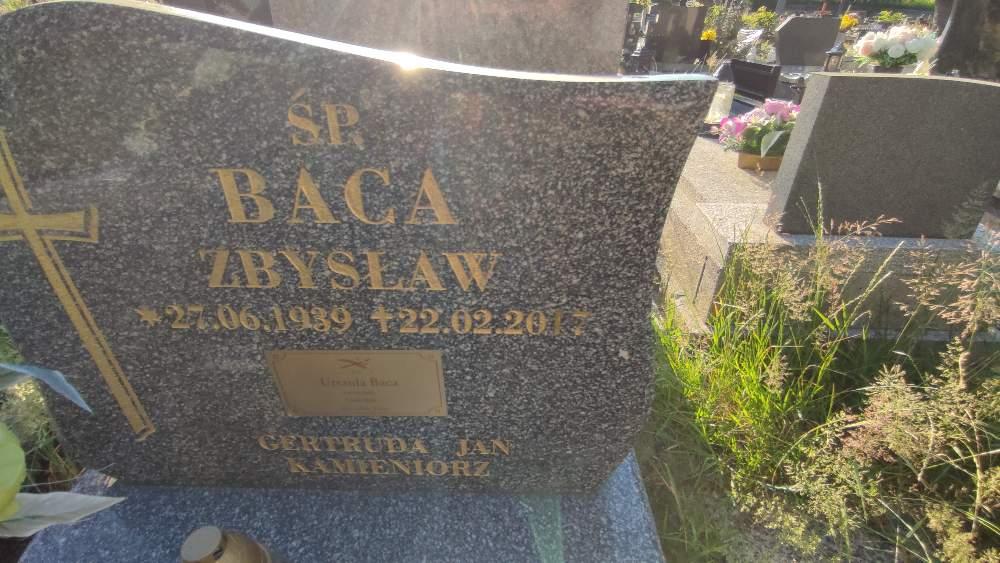 ŚP.
BACA
ZBYSŁAW
*27.06.1939 ✝22.02.2017
Urszula Baca
GERTRUDA JAN
KAMIENIORZ